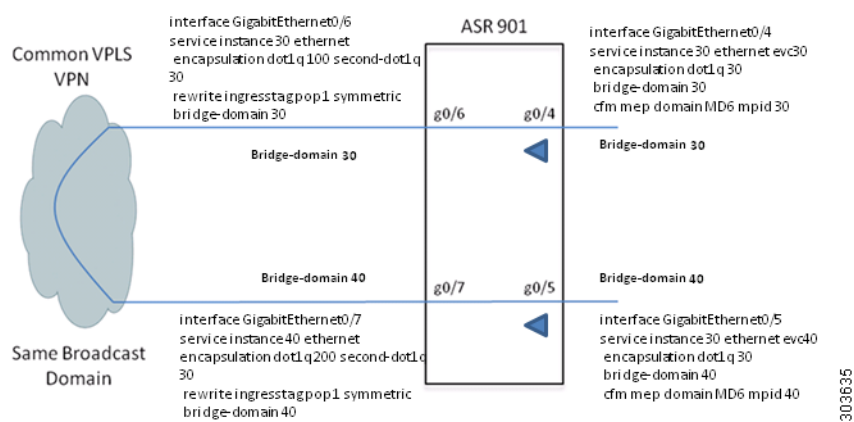 interface GigabitEthernet0/6
service instance 30 ethernet
encapsulation dot1q 100 second-dot1q
30
rewrite ingress tag pop 1 symmetric
bridge-domain 30
ASR 901
interface GigabitEthernet0/4
service instance 30 ethernet evc30
encapsulation dot1q 30
bridge-domain 30
cfm mep domain MD6 mpid 30
Common VPLS
VPN
g0/6
g0/4
Bridge-domain 30
Bridge-domain 30
Bridge-domain 40
Bridge-domain 40
g0/7
g0/5
Same Broadcast
Domain
interface GigabitEthernet0/7
service instance 40 ethernet
encapsulation dot1q 200 second-dot1q
30
rewrite ingress tag pop 1 symmetric
bridge-domain 40
interface GigabitEthernet0/5
service instance 30 ethernet evc40
encapsulation dot1q 30
bridge-domain 40
cfm mep domain MD6 mpid 40
303635